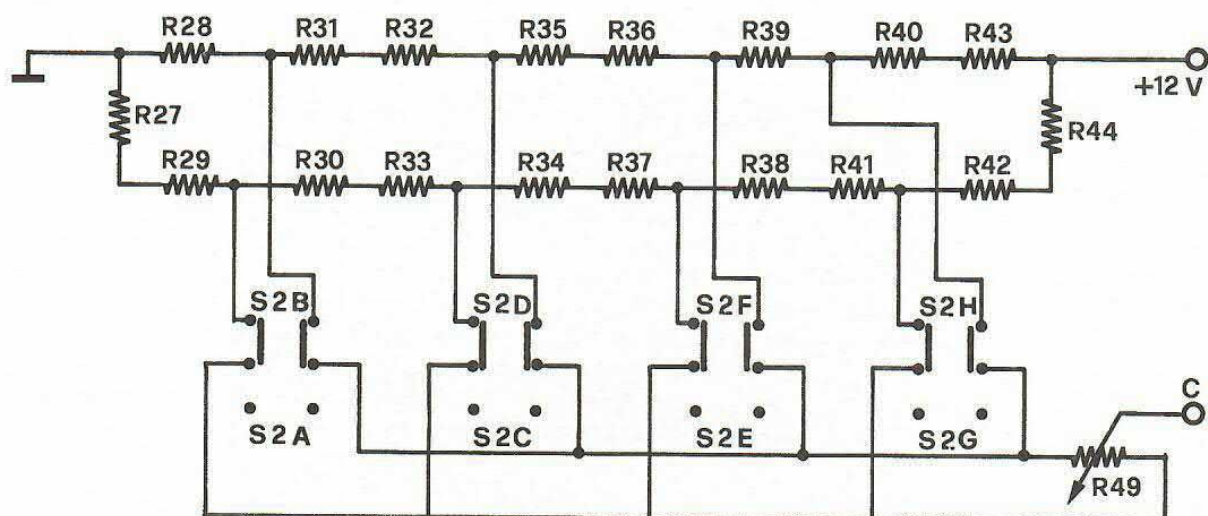 R28 R31 R32 R35 R36 R39 R40 R43
+12 V
R27 R44
R29 R30 R33 R34 R37 R38 R41 R42
S2B S2D S2F S2H
S2A S2C S2E S2G
C
R49